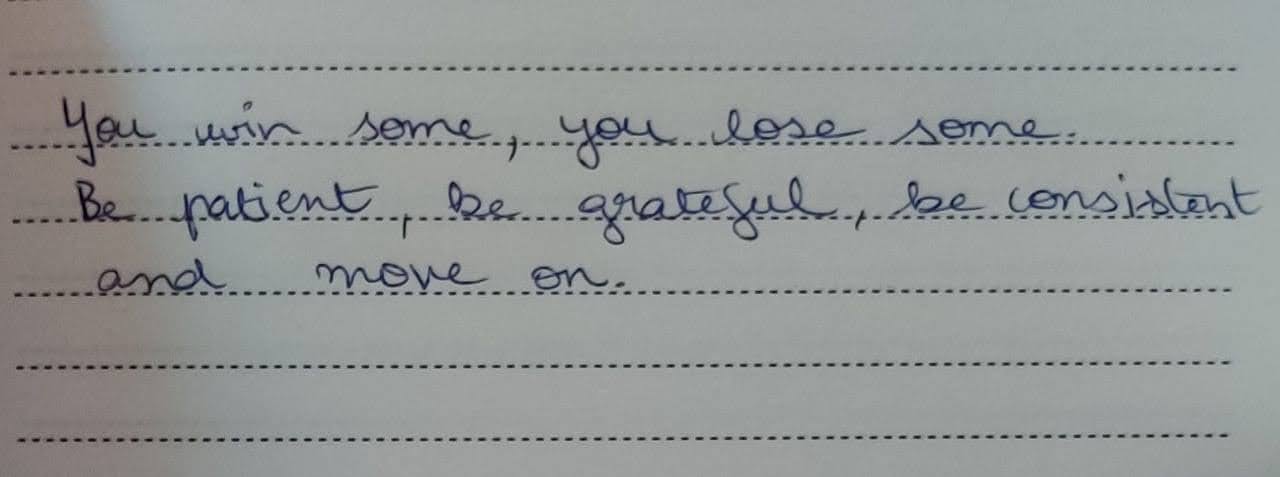 You win some, you lose some.
Be patient, be grateful, be consistent
and move on.